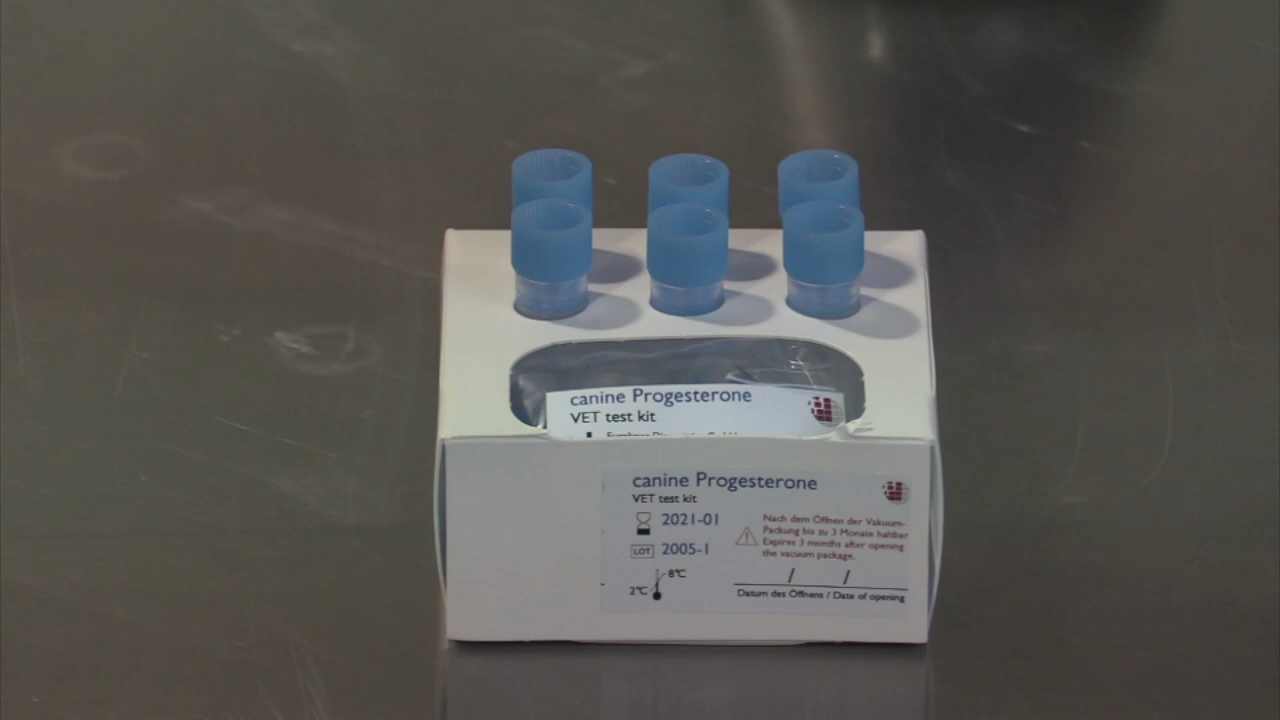 canine Progesterone
VET test kit
canine Progesterone
VET test kit
2021-01
LOT 2005-1
8°C
2°C
Nach dem Öffnen der Vakuum-
Packung bis zu 3 Monate haltbar
Expires 3 months after opening
the vacuum package.
/ /
Datum des Öffnens / Date of opening